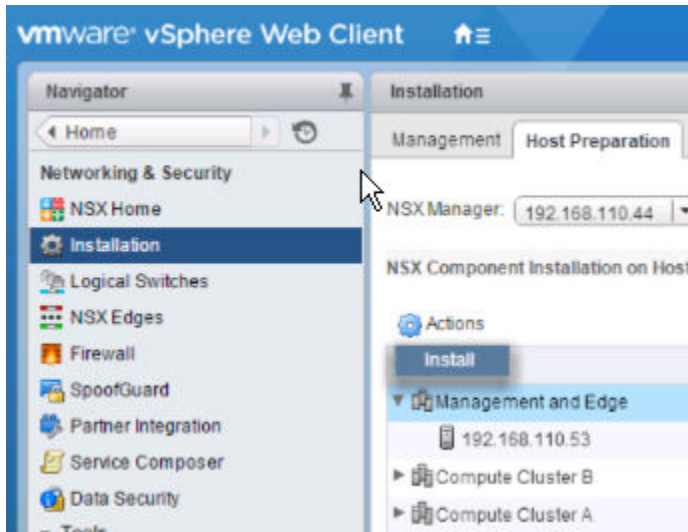 vmware vSphere Web Client
Navigator
Home
Networking & Security
NSX Home
Installation
Logical Switches
NSX Edges
Firewall
SpoofGuard
Partner Integration
Service Composer
Data Security
Tools
Installation
Management Host Preparation
NSX Manager: 192.168.110.44
NSX Component Installation on Host
Actions
Install
Management and Edge
192.168.110.53
Compute Cluster B
Compute Cluster A